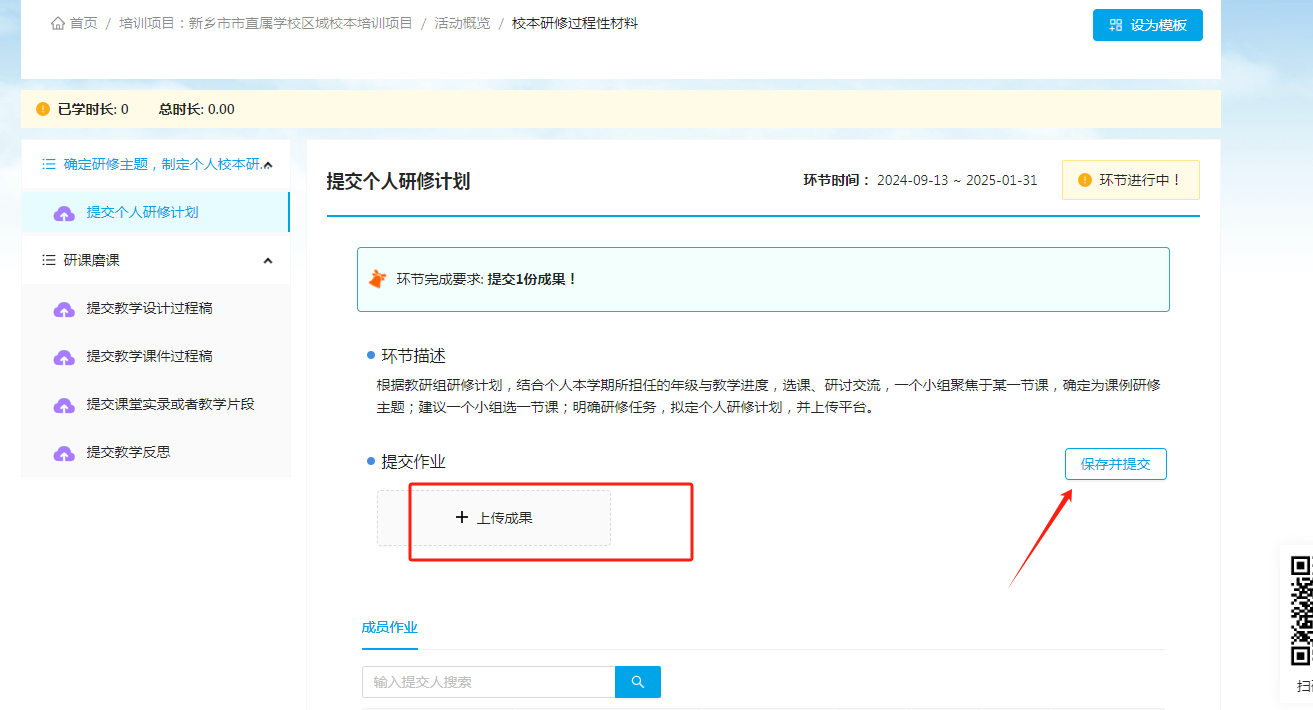 首页 / 培训项目：新乡市市直属学校区域校本培训项目 / 活动概览 / 校本研修过程性材料
设为模板
已学时长: 0 总时长: 0.00
确定研修主题，制定个人校本研..
提交个人研修计划
研课磨课
提交教学设计过程稿
提交教学课件过程稿
提交课堂实录或者教学片段
提交教学反思
提交个人研修计划
环节时间： 2024-09-13 ~ 2025-01-31
环节进行中！
环节完成要求: 提交1份成果！
环节描述
根据教研组研修计划，结合个人本学期所担任的年级与教学进度，选课、研讨交流，一个小组聚焦于某一节课，确定为课例研修
主题；建议一个小组选一节课；明确研修任务，拟定个人研修计划，并上传平台。
提交作业
保存并提交
+ 上传成果
成员作业
输入提交人搜索
扫